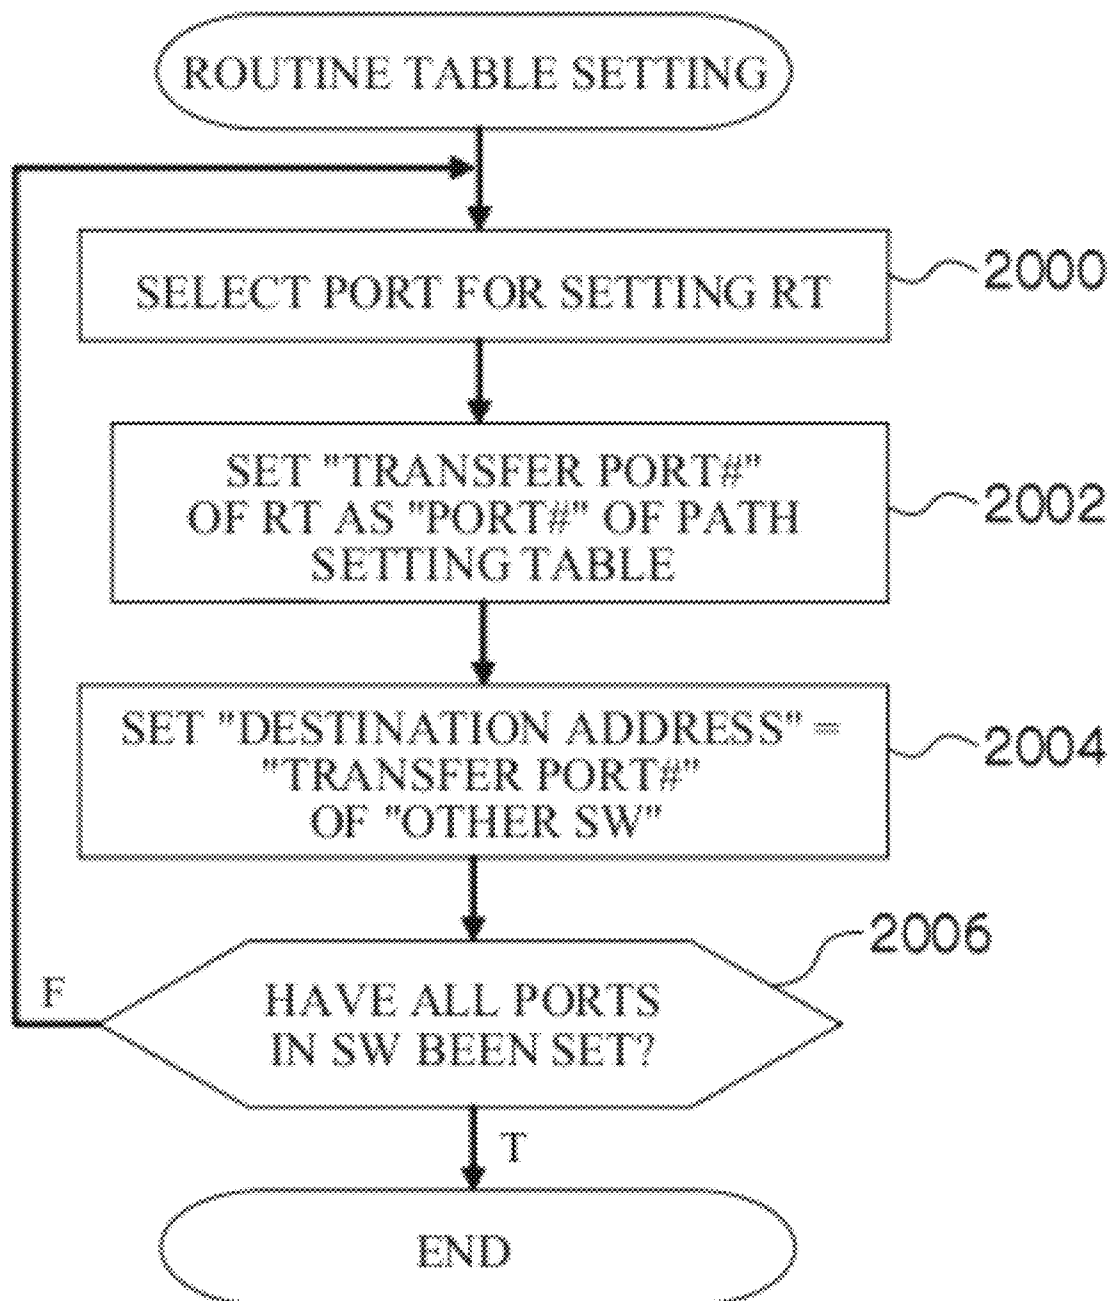 ROUTINE TABLE SETTING
SELECT PORT FOR SETTING RT
2000
SET "TRANSFER PORT#"
OF RT AS "PORT#" OF PATH
SETTING TABLE
2002
SET "DESTINATION ADDRESS" =
"TRANSFER PORT#"
OF "OTHER SW"
2004
HAVE ALL PORTS
IN SW BEEN SET?
2006
F
T
END